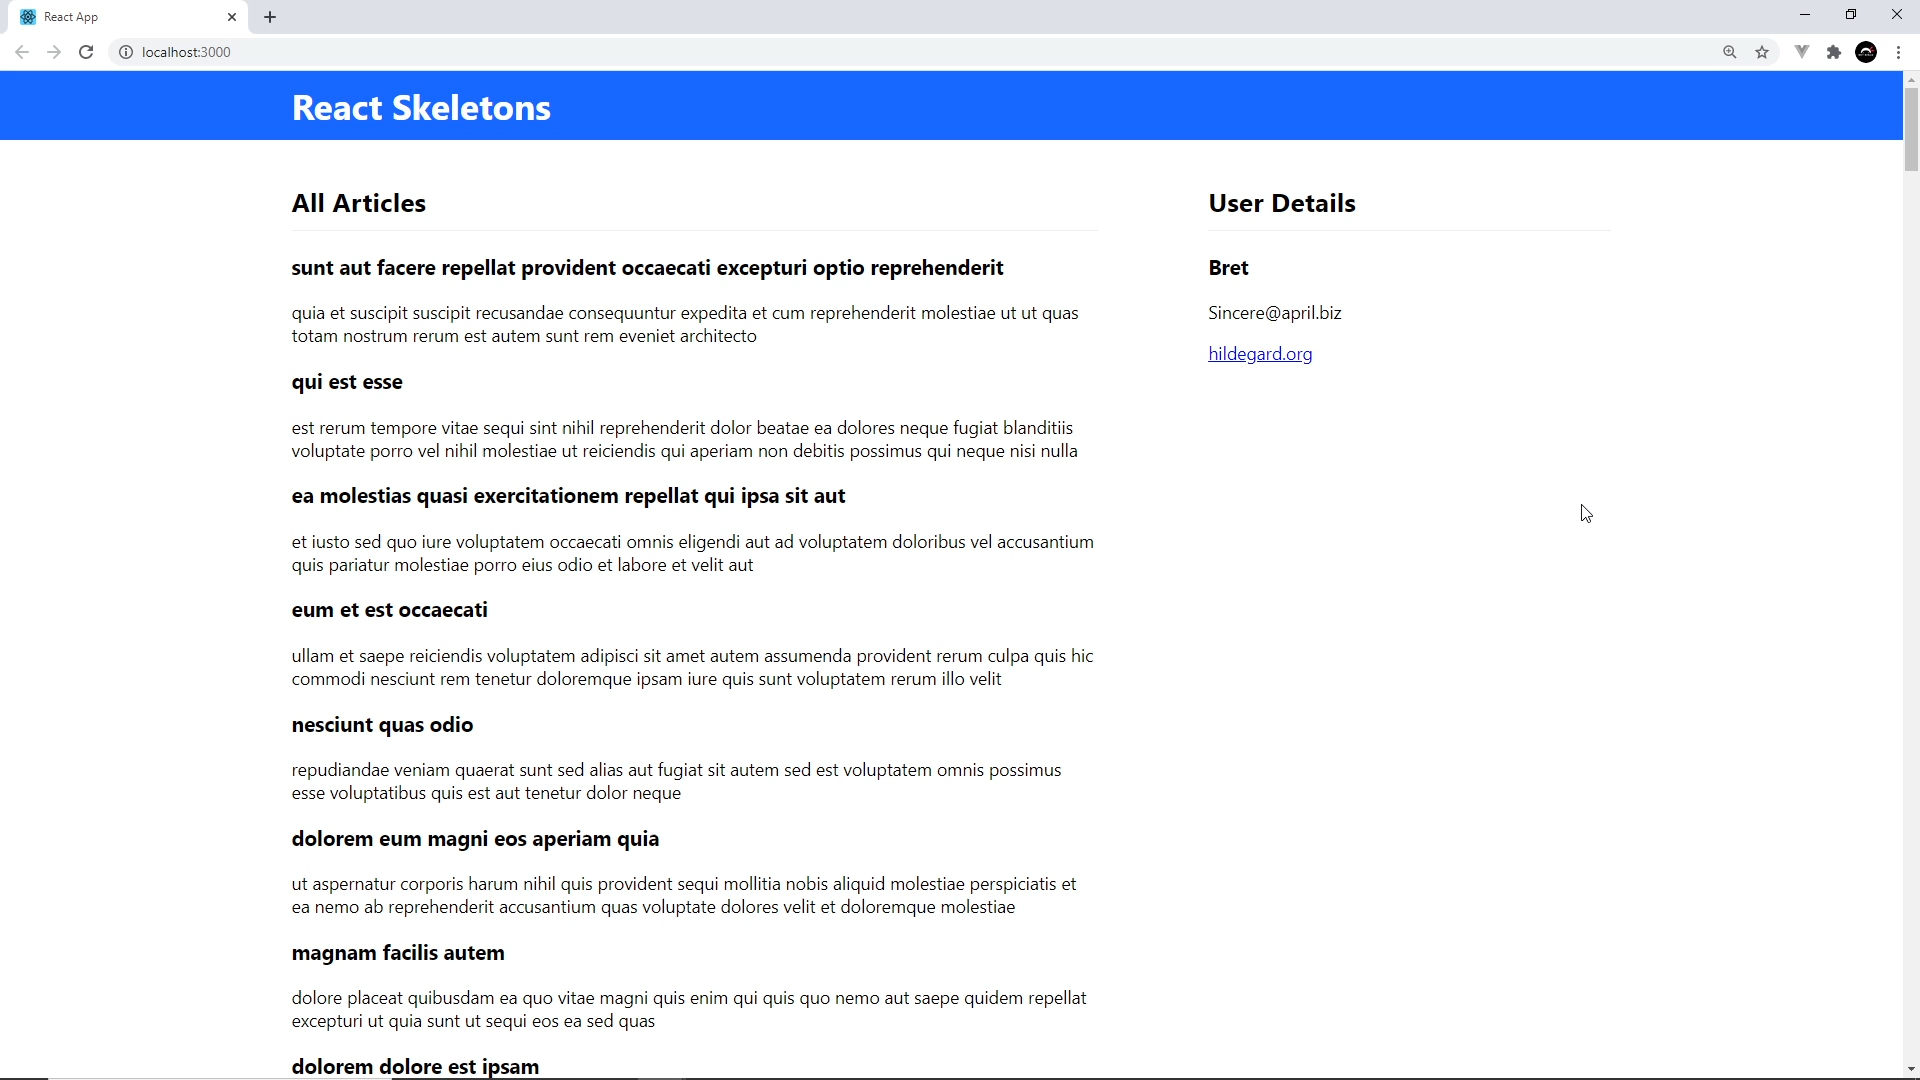 React App
localhost:3000
React Skeletons
All Articles
sunt aut facere repellat provident occaecati excepturi optio reprehenderit
quia et suscipit suscipit recusandae consequuntur expedita et cum reprehenderit molestiae ut ut quas
totam nostrum rerum est autem sunt rem eveniet architecto
qui est esse
est rerum tempore vitae sequi sint nihil reprehenderit dolor beatae ea dolores neque fugiat blanditiis
voluptate porro vel nihil molestiae ut reiciendis qui aperiam non debitis possimus qui neque nisi nulla
ea molestias quasi exercitationem repellat qui ipsa sit aut
et iusto sed quo iure voluptatem occaecati omnis eligendi aut ad voluptatem doloribus vel accusantium
quis pariatur molestiae porro eius odio et labore et velit aut
eum et est occaecati
ullam et saepe reiciendis voluptatem adipisci sit amet autem assumenda provident rerum culpa quis hic
commodi nesciunt rem tenetur doloremque ipsam iure quis sunt voluptatem rerum illo velit
nesciunt quas odio
repudiandae veniam quaerat sunt sed alias aut fugiat sit autem sed est voluptatem omnis possimus
esse voluptatibus quis est aut tenetur dolor neque
dolorem eum magni eos aperiam quia
ut aspernatur corporis harum nihil quis provident sequi mollitia nobis aliquid molestiae perspiciatis et
ea nemo ab reprehenderit accusantium quas voluptate dolores velit et doloremque molestiae
magnam facilis autem
dolore placeat quibusdam ea quo vitae magni quis enim qui quis quo nemo aut saepe quidem repellat
excepturi ut quia sunt ut sequi eos ea sed quas
dolorem dolore est ipsam
User Details
Bret
Sincere@april.biz
hildegard.org